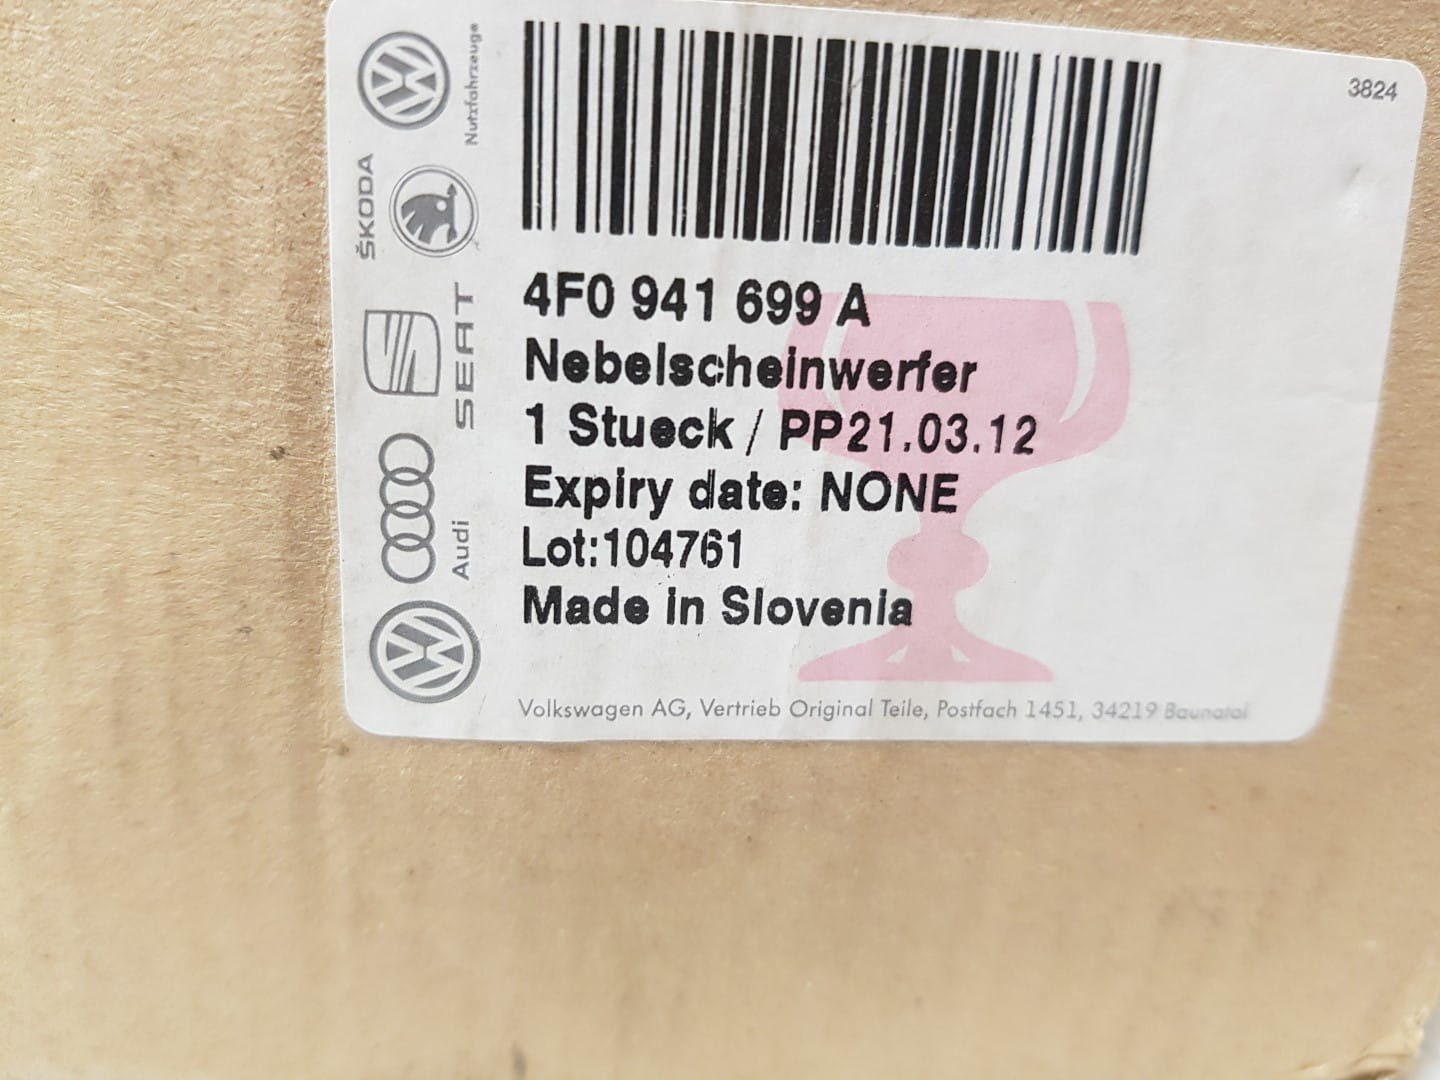 3824
Nutzfahrzeuge
ŠKODA
SEAT
Audi
4F0 941 699 A
Nebelscheinwerfer
1 Stueck / PP21.03.12
Expiry date: NONE
Lot:104761
Made in Slovenia
Volkswagen AG, Vertrieb Original Teile, Postfach 1451, 34219 Baunatal